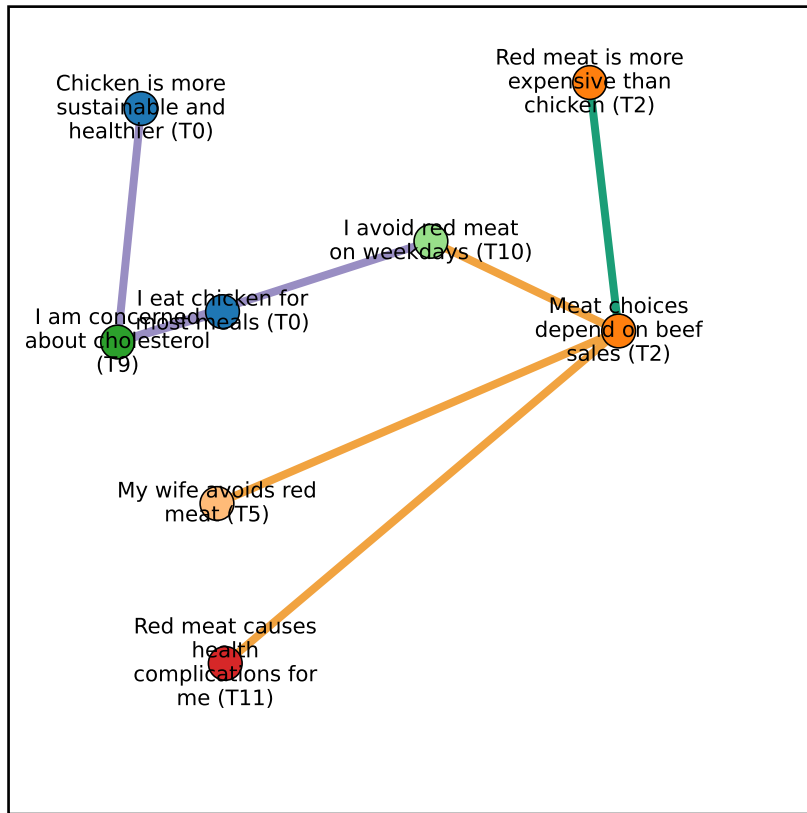 Chicken is more
sustainable and
healthier (T0)
Red meat is more
expensive than
chicken (T2)
I avoid red meat
on weekdays (T10)
I eat chicken for
most meals (T0)
I am concerned
about cholesterol
(T9)
Meat choices
depend on beef
sales (T2)
My wife avoids red
meat (T5)
Red meat causes
health
complications for
me (T11)